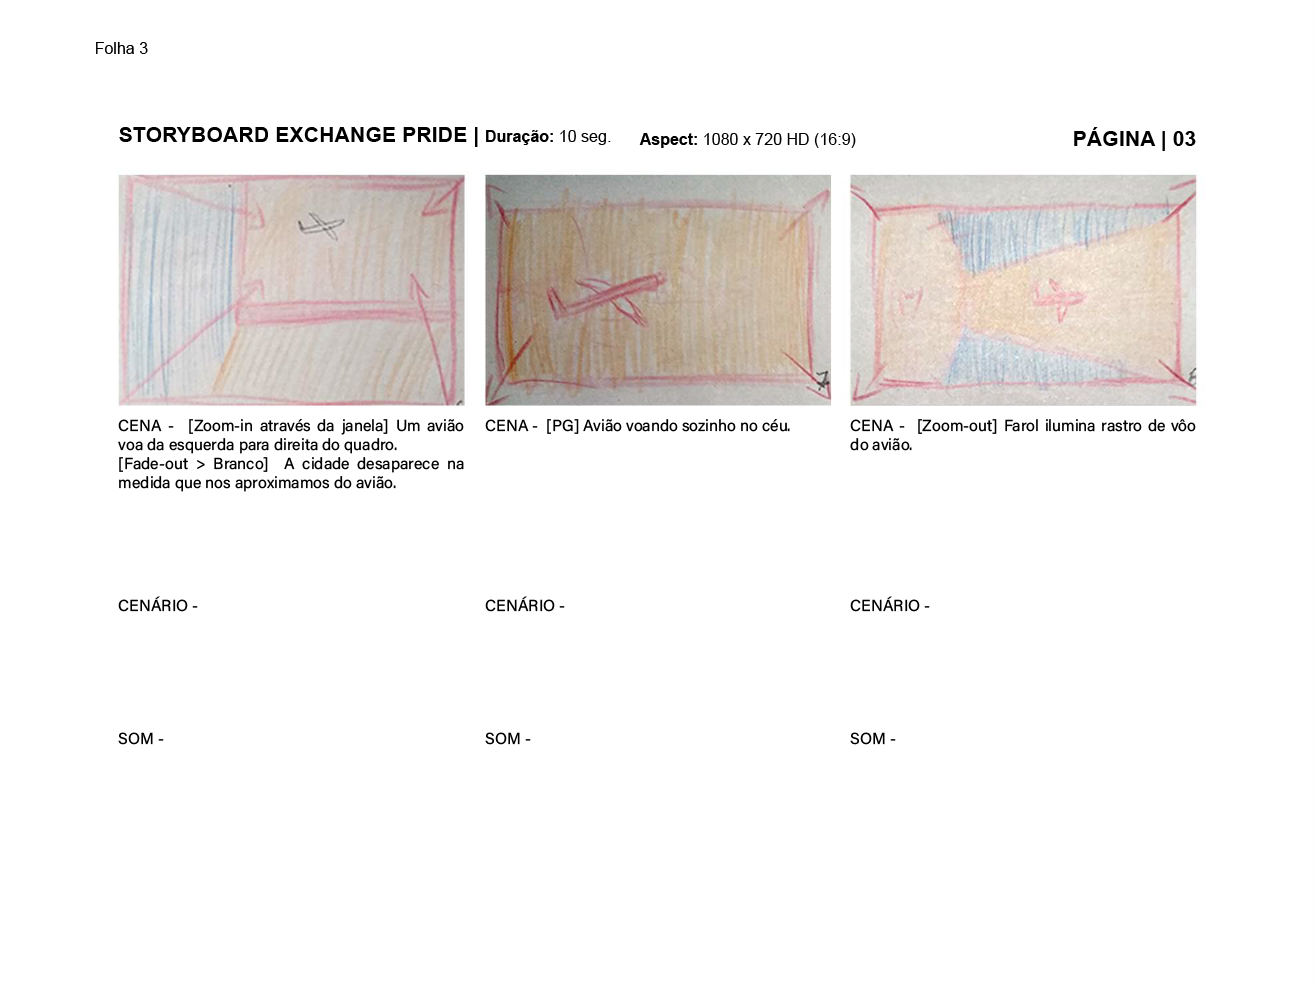 Folha 3
STORYBOARD EXCHANGE PRIDE | Duração: 10 seg. Aspect: 1080 x 720 HD (16:9) PÁGINA | 03
7
CENA - [Zoom-in através da janela] Um avião
voa da esquerda para direita do quadro.
[Fade-out > Branco] A cidade desaparece na
medida que nos aproximamos do avião.
CENÁRIO -
SOM -
CENA - [PG] Avião voando sozinho no céu.
CENÁRIO -
SOM -
CENA - [Zoom-out] Farol ilumina rastro de vôo
do avião.
CENÁRIO -
SOM -